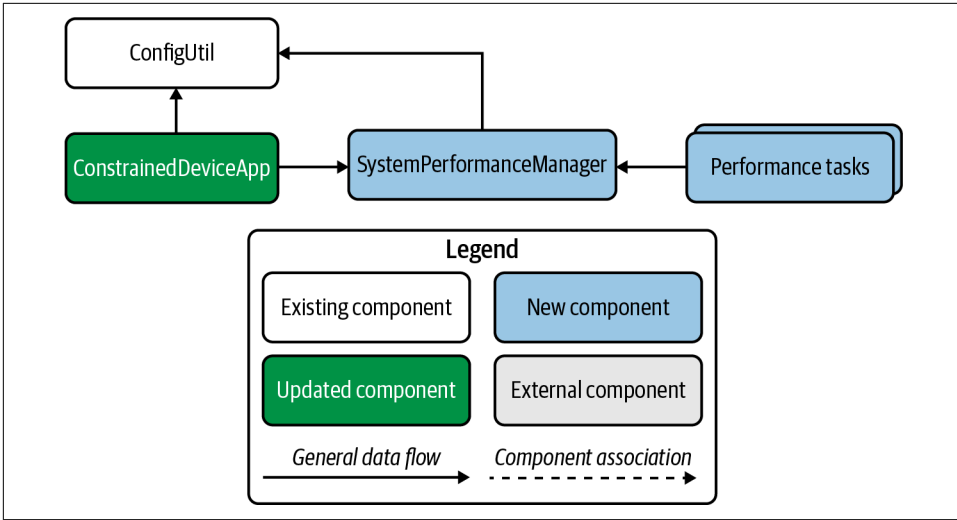 ConfigUtil
ConstrainedDeviceApp
SystemPerformanceManager
Performance tasks
Legend
Existing component
New component
Updated component
External component
General data flow
Component association